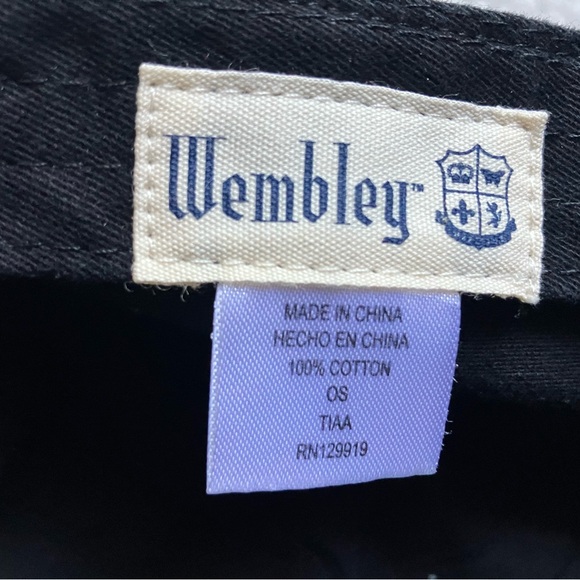 Wembley™
MADE IN CHINA
HECHO EN CHINA
100% COTTON
OS
TIAA
RN129919